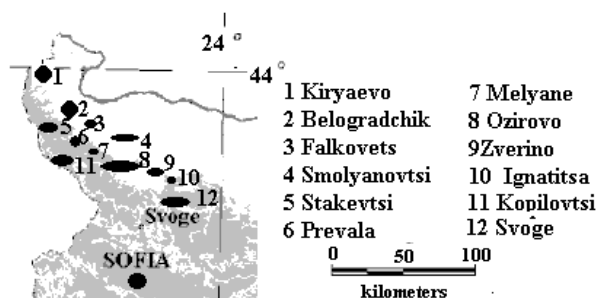 24 °
44 °
1
2
3
5
6
4
7
11
8
9
10
12
Svoge
SOFIA
1 Kiryaevo
2 Belogradchik
3 Falkovets
4 Smolyanovtsi
5 Stakevtsi
6 Prevala
7 Melyane
8 Ozirovo
9Zverino
10 Ignatitsa
11 Kopilovtsi
12 Svoge
0 50 100
kilometers